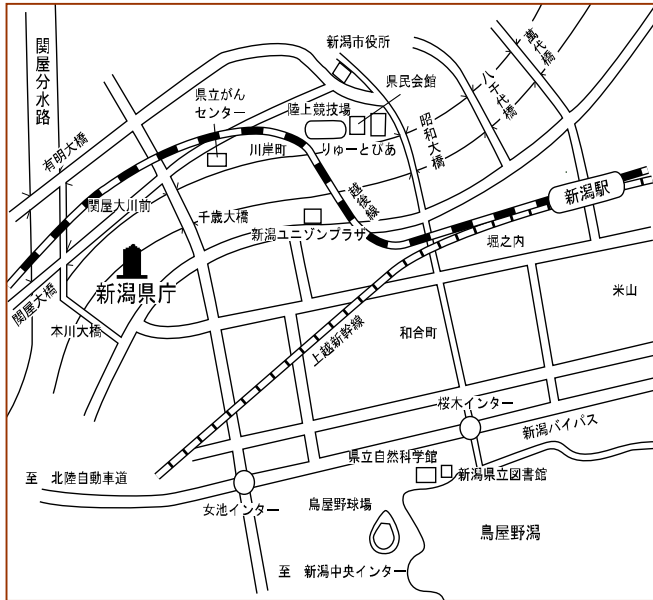 関屋分水路
新潟市役所
萬代橋
八千代橋
県民会館
県立がん
センター
陸上競技場
昭和大橋
有明大橋
川岸町
りゅーとぴあ
越後線
新潟駅
関屋大川前
千歳大橋
新潟ユニゾンプラザ
堀之内
新潟県庁
関屋大橋
米山
本川大橋
上越新幹線
和合町
桜木インター
新潟バイパス
県立自然科学館
至 北陸自動車道
新潟県立図書館
女池インター
鳥屋野球場
鳥屋野潟
至 新潟中央インター